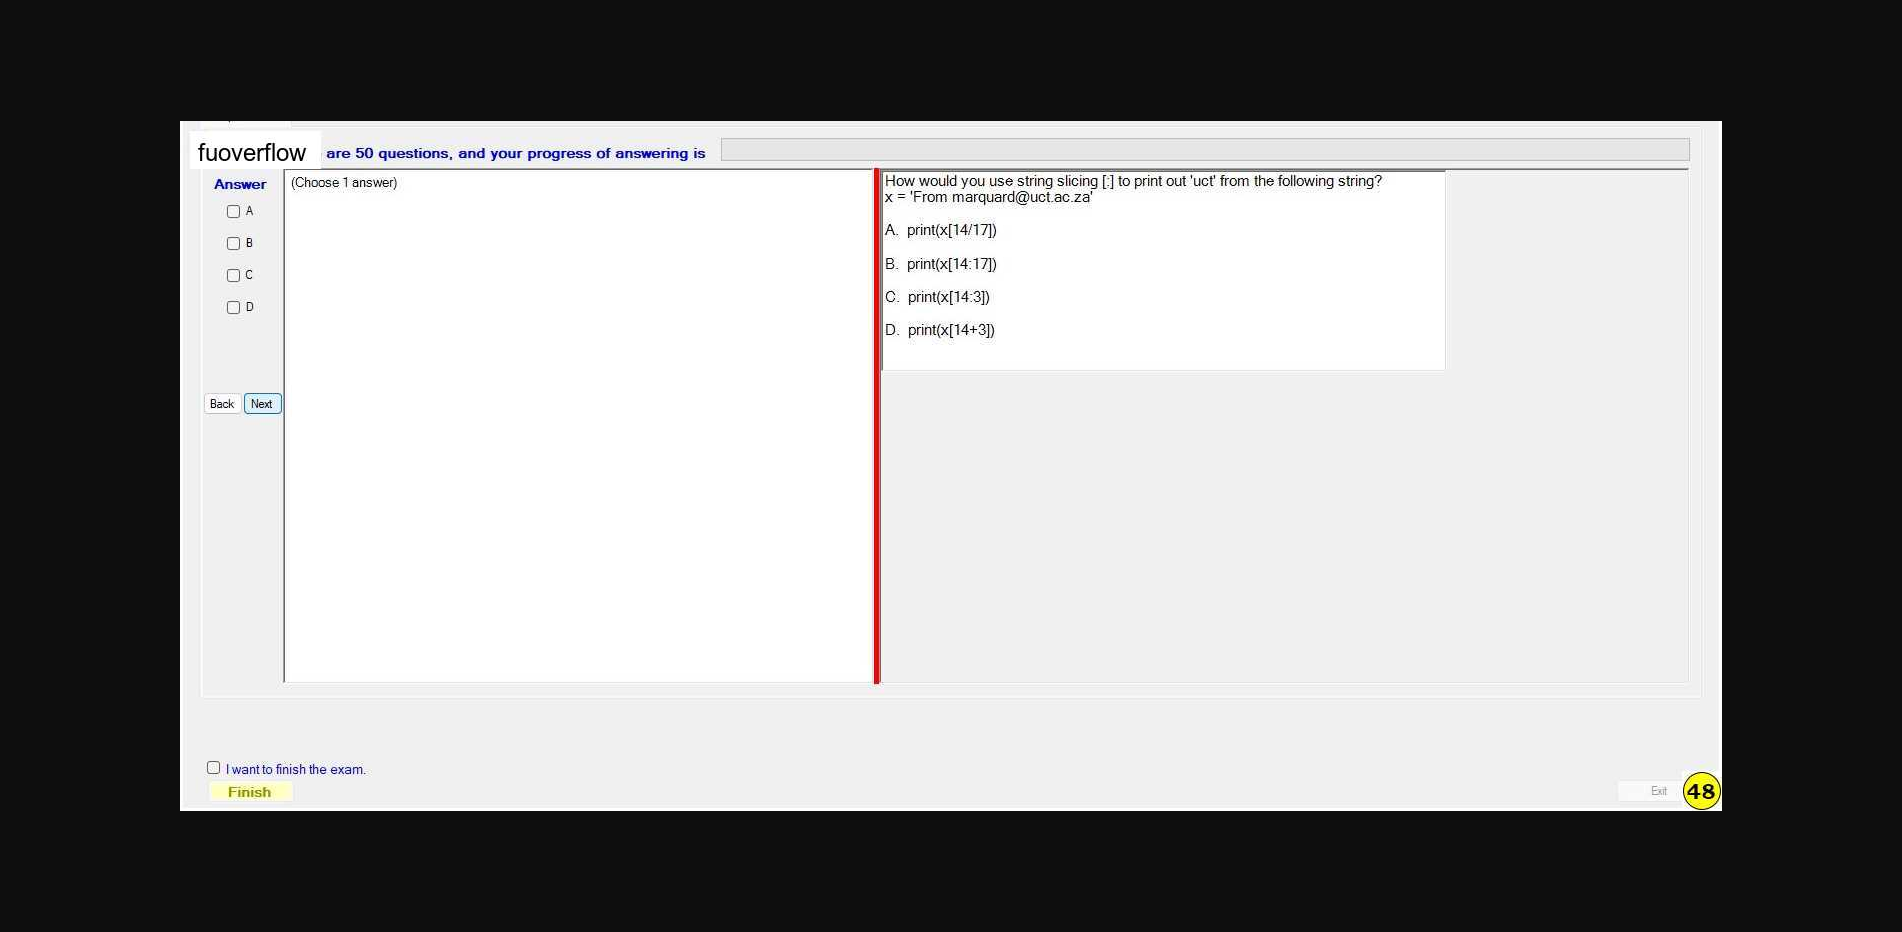 fuoverflow are 50 questions, and your progress of answering is
Answer
(Choose 1 answer)
A
B
C
D
Back Next
How would you use string slicing [:] to print out 'uct' from the following string?
x = 'From marquard@uct.ac.za'
A. print(x[14/17])
B. print(x[14:17])
C. print(x[14:3])
D. print(x[14+3])
I want to finish the exam.
Finish
Exit
48